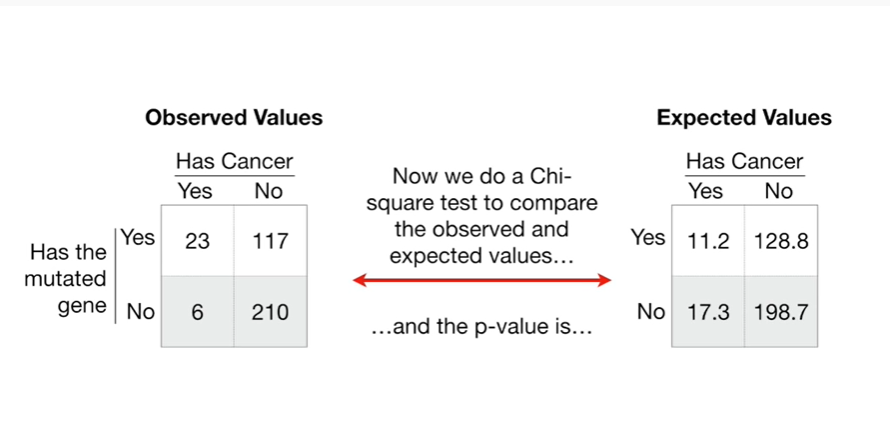 Observed Values
Has Cancer
Yes No
Has the
mutated
gene
Yes 23 117
No 6 210
Now we do a Chi-
square test to compare
the observed and
expected values...
...and the p-value is...
Expected Values
Has Cancer
Yes No
Yes 11.2 128.8
No 17.3 198.7